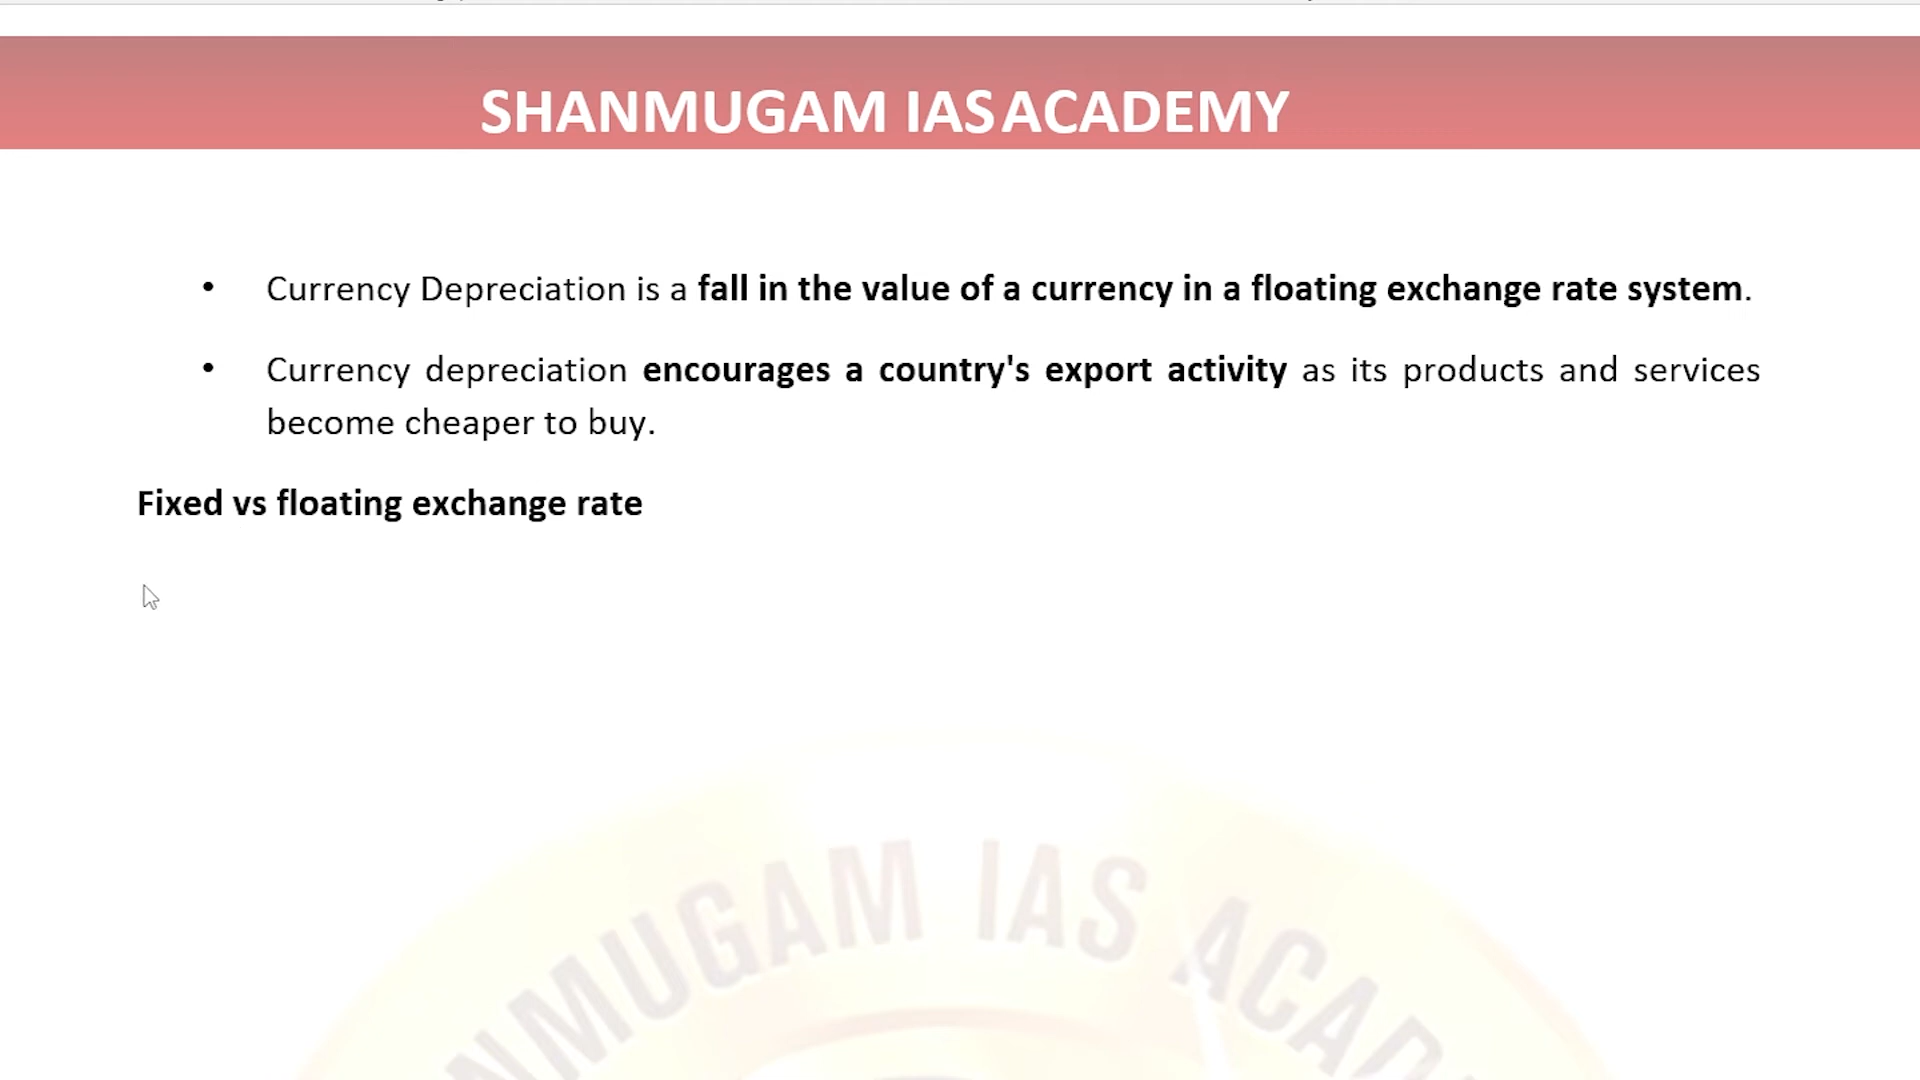 SHANMUGAM IAS ACADEMY
• Currency Depreciation is a fall in the value of a currency in a floating exchange rate system.
• Currency depreciation encourages a country's export activity as its products and services
become cheaper to buy.
Fixed vs floating exchange rate
NMUGAM IAS ACAD